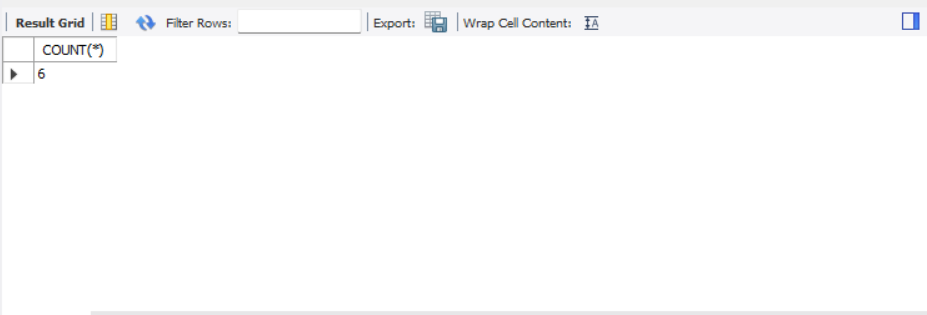 Result Grid Filter Rows: Export: Wrap Cell Content: A
COUNT(*)
6